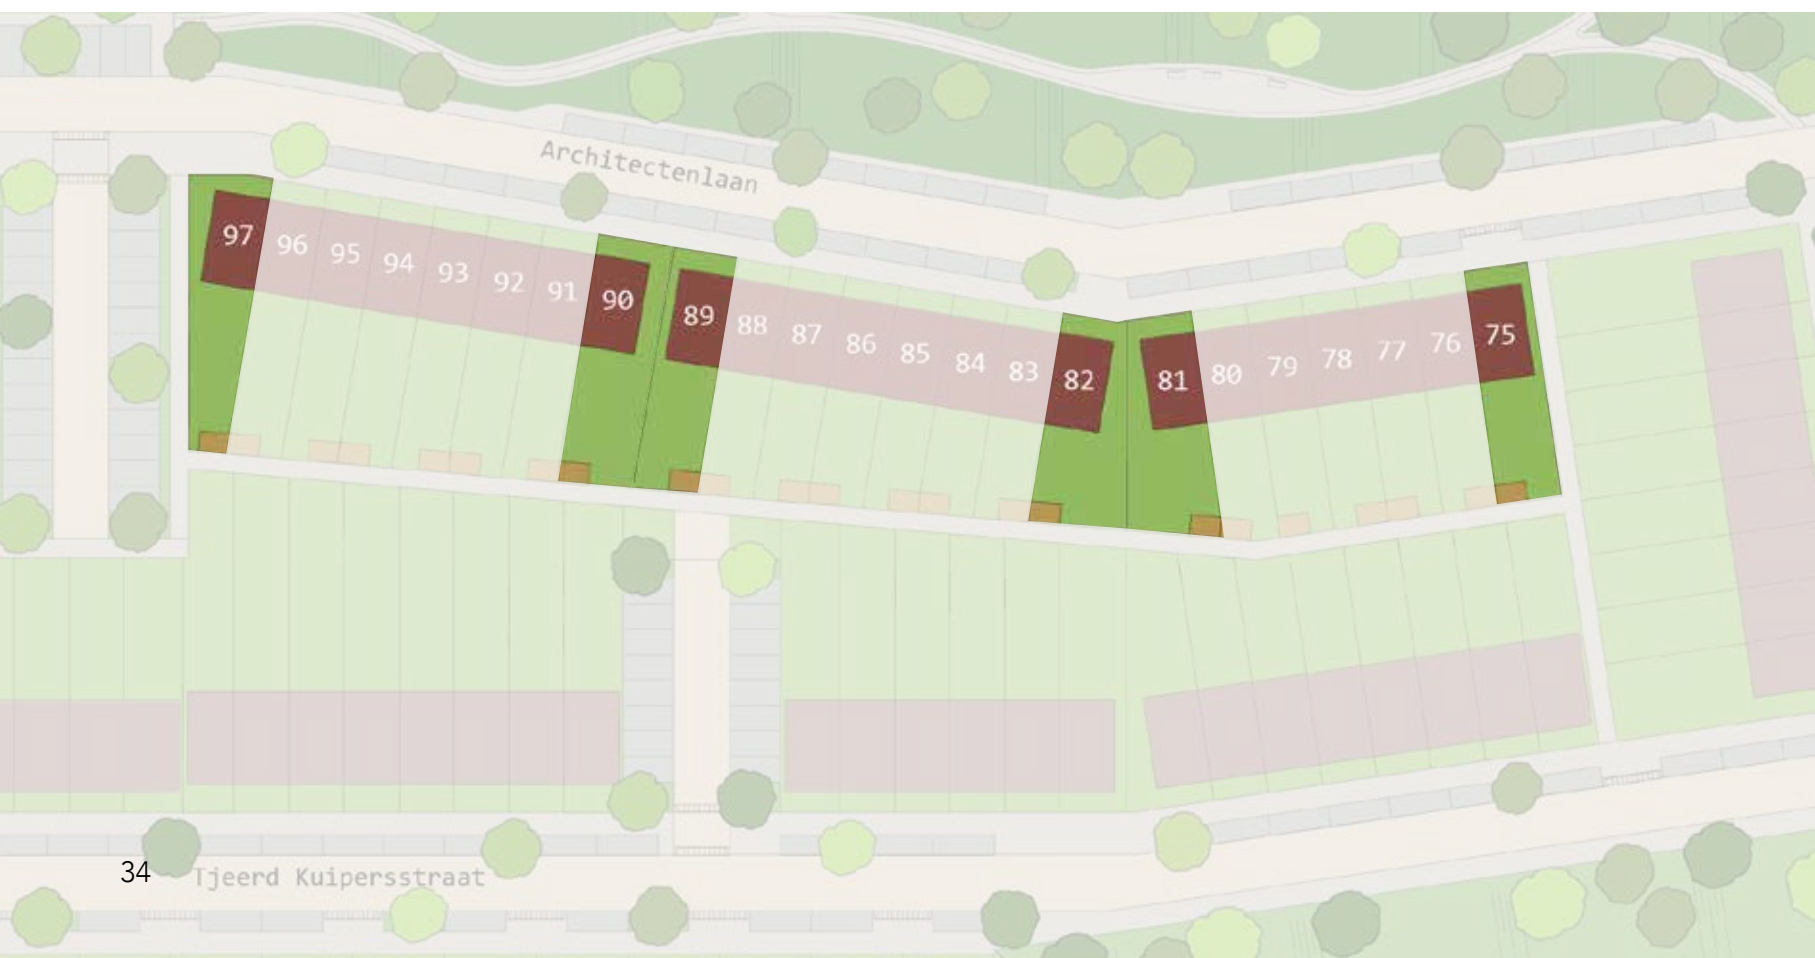 Architectenlaan
97 96 95 94 93 92 91 90 89 88 87 86 85 84 83 82 81 80 79 78 77 76 75
34
Tjeerd Kuipersstraat